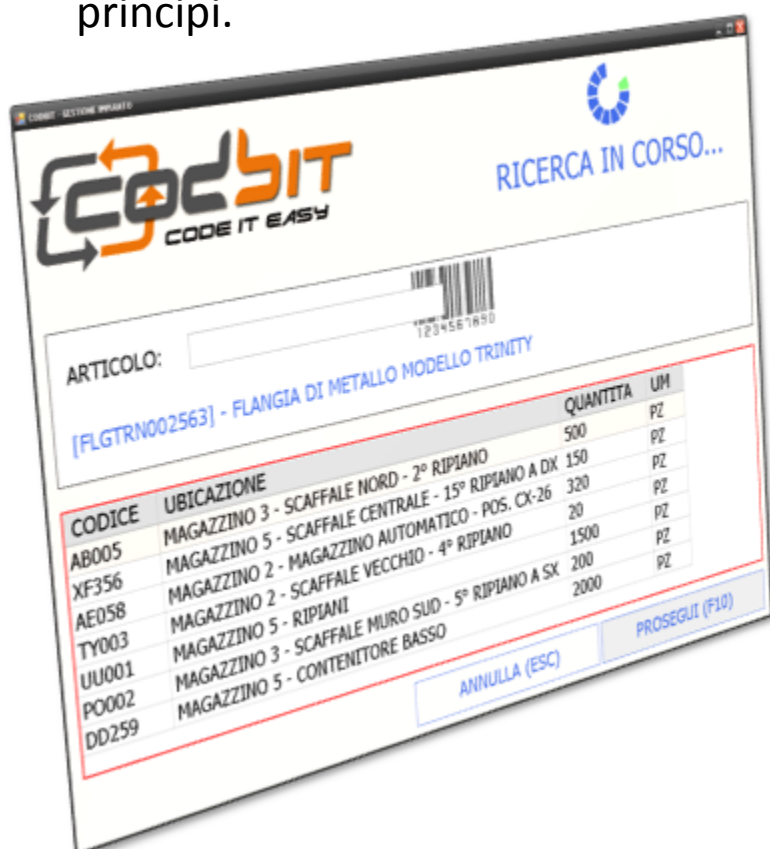 principi.
CODBIT - GESTIONE IMPIANTO
codbit
CODE IT EASY
RICERCA IN CORSO...
ARTICOLO:
1234567890
[FLGTRN002563] - FLANGIA DI METALLO MODELLO TRINITY
CODICE UBICAZIONE QUANTITA UM
AB005 MAGAZZINO 3 - SCAFFALE NORD - 2° RIPIANO 500 PZ
XF356 MAGAZZINO 5 - SCAFFALE CENTRALE - 15° RIPIANO A DX 150 PZ
AE058 MAGAZZINO 2 - MAGAZZINO AUTOMATICO - POS. CX-26 320 PZ
TY003 MAGAZZINO 2 - SCAFFALE VECCHIO - 4° RIPIANO 20 PZ
UU001 MAGAZZINO 5 - RIPIANI 1500 PZ
PO002 MAGAZZINO 3 - SCAFFALE MURO SUD - 5° RIPIANO A SX 200 PZ
DD259 MAGAZZINO 5 - CONTENITORE BASSO 2000 PZ
ANNULLA (ESC) PROSEGUI (F10)